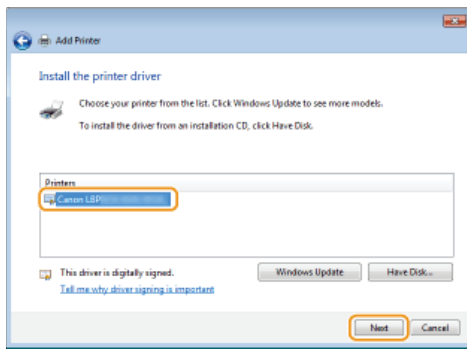 Add Printer
Install the printer driver
Choose your printer from the list. Click Windows Update to see more models.
To install the driver from an installation CD, click Have Disk.
Printers
Canon LBP
This driver is digitally signed.
Tell me why driver signing is important
Windows Update
Have Disk...
Next
Cancel